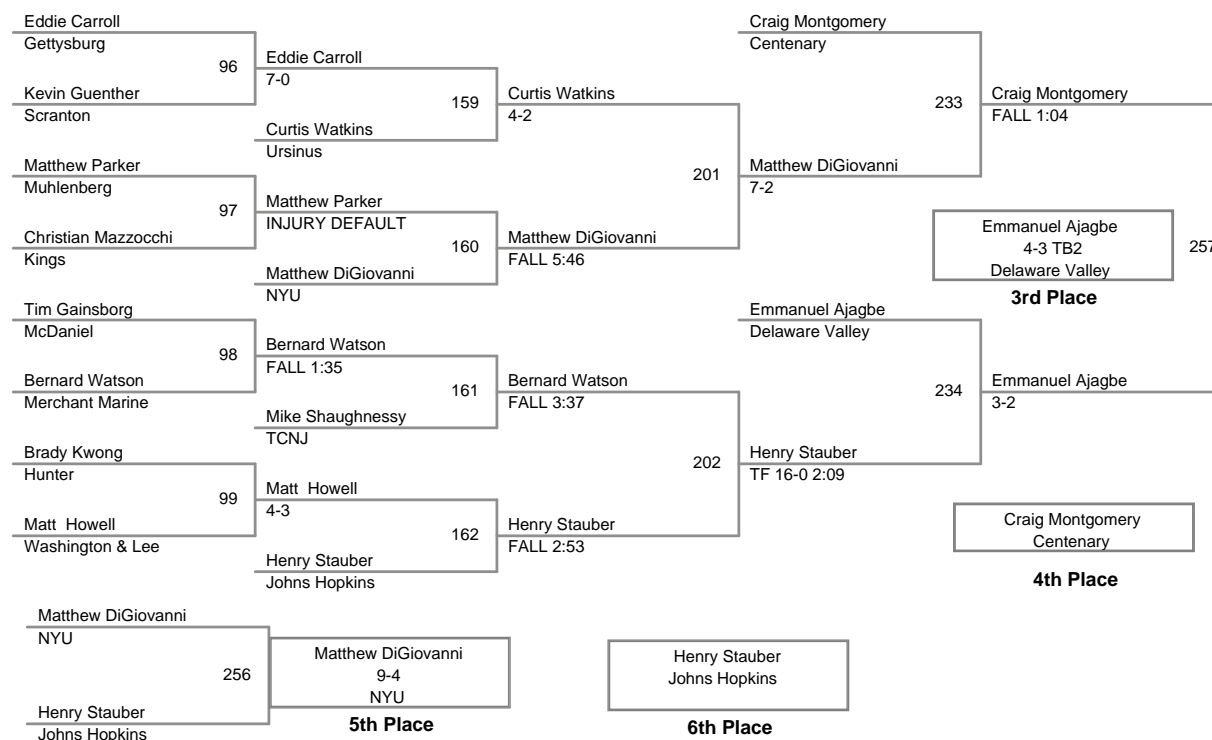 Eddie Carroll
Gettysburg
96
Kevin Guenther
Scranton
Matthew Parker
Muhlenberg
97
Christian Mazzocchi
Kings
Tim Gainsborg
McDaniel
98
Bernard Watson
Merchant Marine
Brady Kwong
Hunter
99
Matt Howell
Washington & Lee
Eddie Carroll
7-0
159
Curtis Watkins
Ursinus
Matthew Parker
INJURY DEFAULT
160
Matthew DiGiovanni
NYU
Bernard Watson
FALL 1:35
161
Mike Shaughnessy
TCNJ
Matt Howell
4-3
162
Henry Stauber
Johns Hopkins
Curtis Watkins
4-2
201
Matthew DiGiovanni
FALL 5:46
Bernard Watson
FALL 3:37
202
Henry Stauber
FALL 2:53
Craig Montgomery
Centenary
233
Matthew DiGiovanni
7-2
Emmanuel Ajagbe
Delaware Valley
234
Henry Stauber
TF 16-0 2:09
Craig Montgomery
FALL 1:04
Emmanuel Ajagbe
4-3 TB2
Delaware Valley
257
3rd Place
Emmanuel Ajagbe
3-2
Craig Montgomery
Centenary
4th Place
Matthew DiGiovanni
NYU
256
Henry Stauber
Johns Hopkins
Matthew DiGiovanni
9-4
NYU
5th Place
Henry Stauber
Johns Hopkins
6th Place